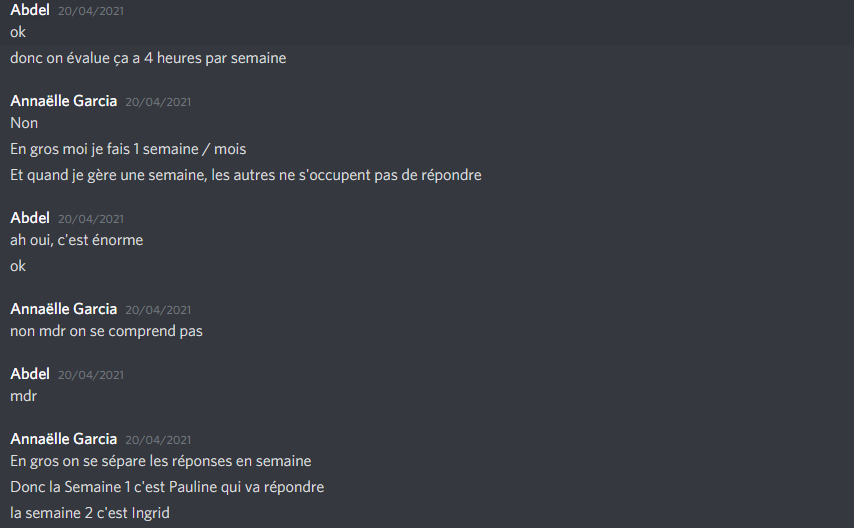 Abdel 20/04/2021
ok
donc on évalue ça a 4 heures par semaine
Annaëlle Garcia 20/04/2021
Non
En gros moi je fais 1 semaine / mois
Et quand je gère une semaine, les autres ne s'occupent pas de répondre
Abdel 20/04/2021
ah oui, c'est énorme
ok
Annaëlle Garcia 20/04/2021
non mdr on se comprend pas
Abdel 20/04/2021
mdr
Annaëlle Garcia 20/04/2021
En gros on se sépare les réponses en semaine
Donc la Semaine 1 c'est Pauline qui va répondre
la semaine 2 c'est Ingrid